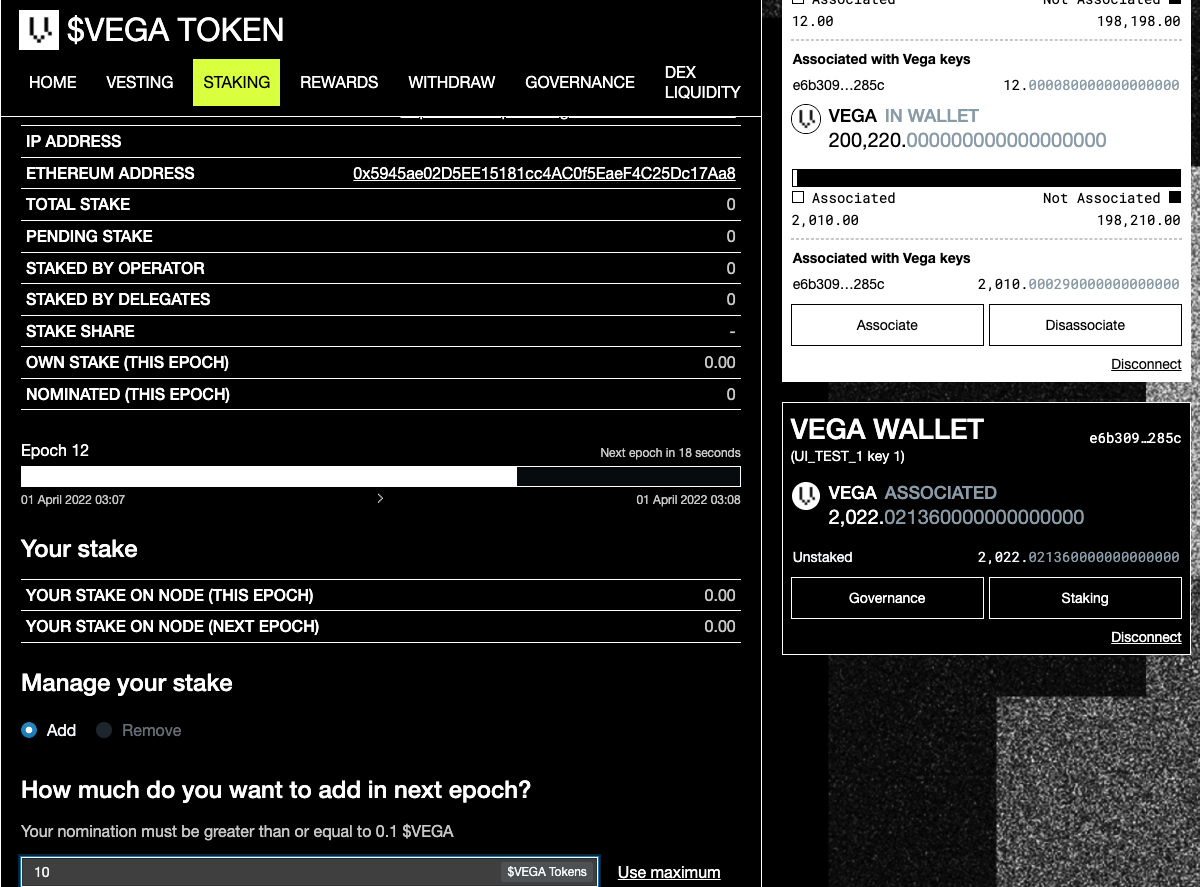 $VEGA TOKEN
HOME VESTING STAKING REWARDS WITHDRAW GOVERNANCE DEX LIQUIDITY
IP ADDRESS
ETHEREUM ADDRESS 0x5945ae02D5EE15181cc4AC0f5EaeF4C25Dc17Aa8
TOTAL STAKE 0
PENDING STAKE 0
STAKED BY OPERATOR 0
STAKED BY DELEGATES 0
STAKE SHARE -
OWN STAKE (THIS EPOCH) 0.00
NOMINATED (THIS EPOCH) 0
Epoch 12 Next epoch in 18 seconds
01 April 2022 03:07 01 April 2022 03:08
Your stake
YOUR STAKE ON NODE (THIS EPOCH) 0.00
YOUR STAKE ON NODE (NEXT EPOCH) 0.00
Manage your stake
Add Remove
How much do you want to add in next epoch?
Your nomination must be greater than or equal to 0.1 $VEGA
10 $VEGA Tokens Use maximum
Associated Not Associated
12.00 198,198.00
Associated with Vega keys
e6b309…285c 12.000080000000000000
VEGA IN WALLET
200,220.000000000000000000
Associated Not Associated
2,010.00 198,210.00
Associated with Vega keys
e6b309…285c 2,010.000290000000000000
Associate Disassociate
Disconnect
VEGA WALLET e6b309…285c
(UI_TEST_1 key 1)
VEGA ASSOCIATED
2,022.021360000000000000
Unstaked 2,022.021360000000000000
Governance Staking
Disconnect